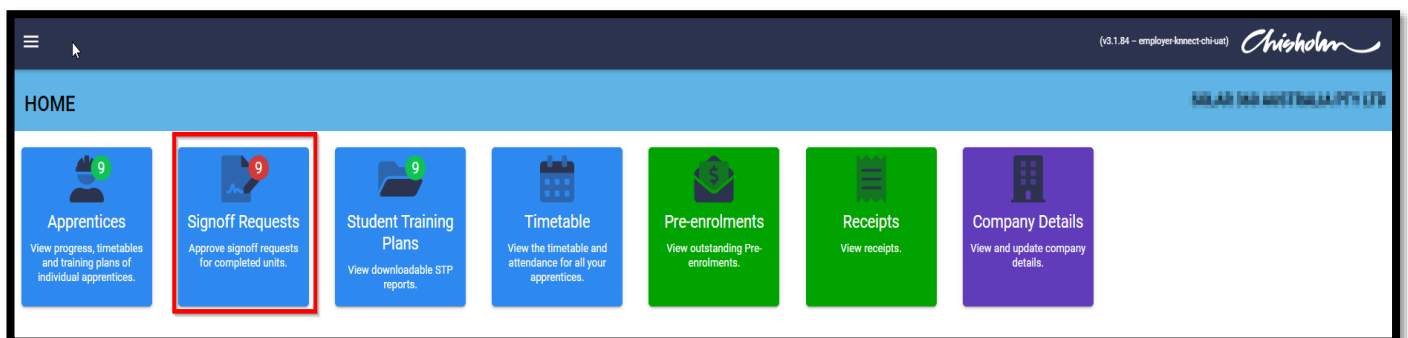 (v3.1.84 – employer-knnect-chi-uat) Chisholm
HOME
9
Apprentices
View progress, timetables
and training plans of
individual apprentices.
9
Signoff Requests
Approve signoff requests
for completed units.
9
Student Training
Plans
View downloadable STP
reports.
Timetable
View the timetable and
attendance for all your
apprentices.
$
Pre-enrolments
View outstanding Pre-
enrolments.
Receipts
View receipts.
Company Details
View and update company
details.